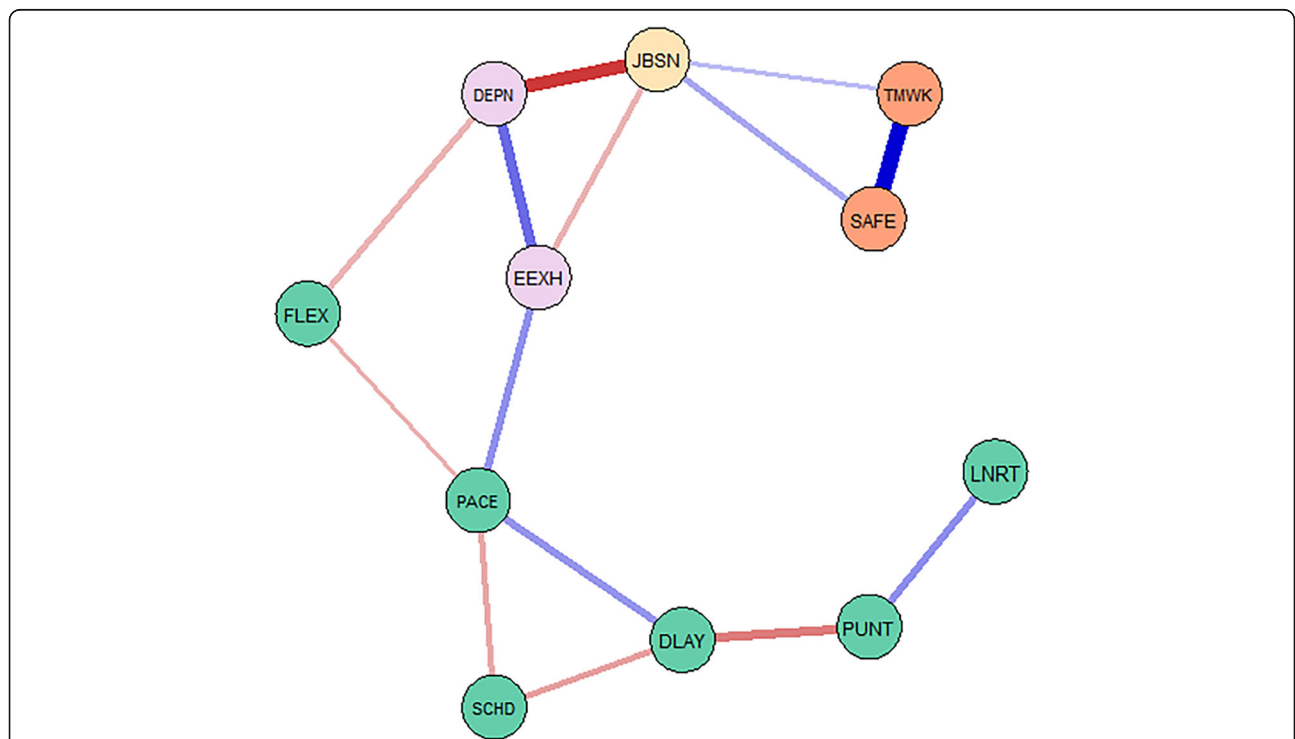 JBSN
DEPN
TMWK
SAFE
EEXH
FLEX
LNRT
PACE
PUNT
DLAY
SCHD